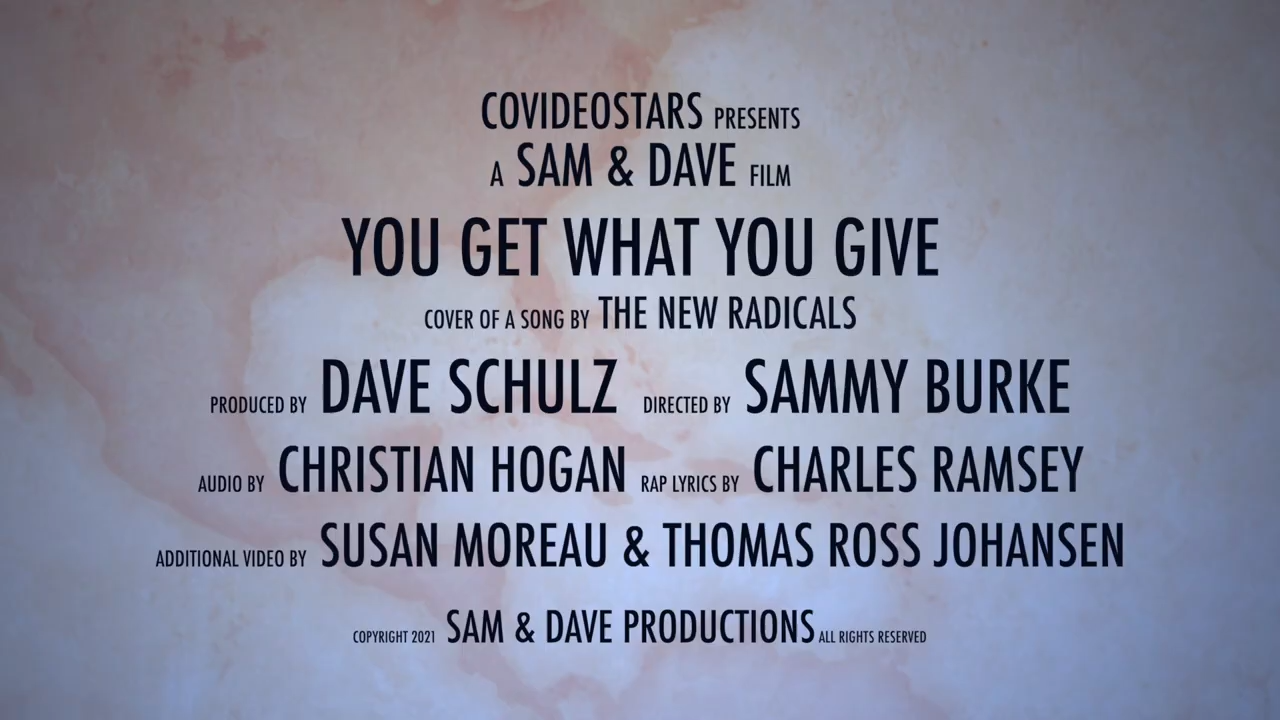 COVIDEOSTARS PRESENTS
A SAM & DAVE FILM
YOU GET WHAT YOU GIVE
COVER OF A SONG BY THE NEW RADICALS
PRODUCED BY DAVE SCHULZ DIRECTED BY SAMMY BURKE
AUDIO BY CHRISTIAN HOGAN RAP LYRICS BY CHARLES RAMSEY
ADDITIONAL VIDEO BY SUSAN MOREAU & THOMAS ROSS JOHANSEN
COPYRIGHT 2021 SAM & DAVE PRODUCTIONS ALL RIGHTS RESERVED